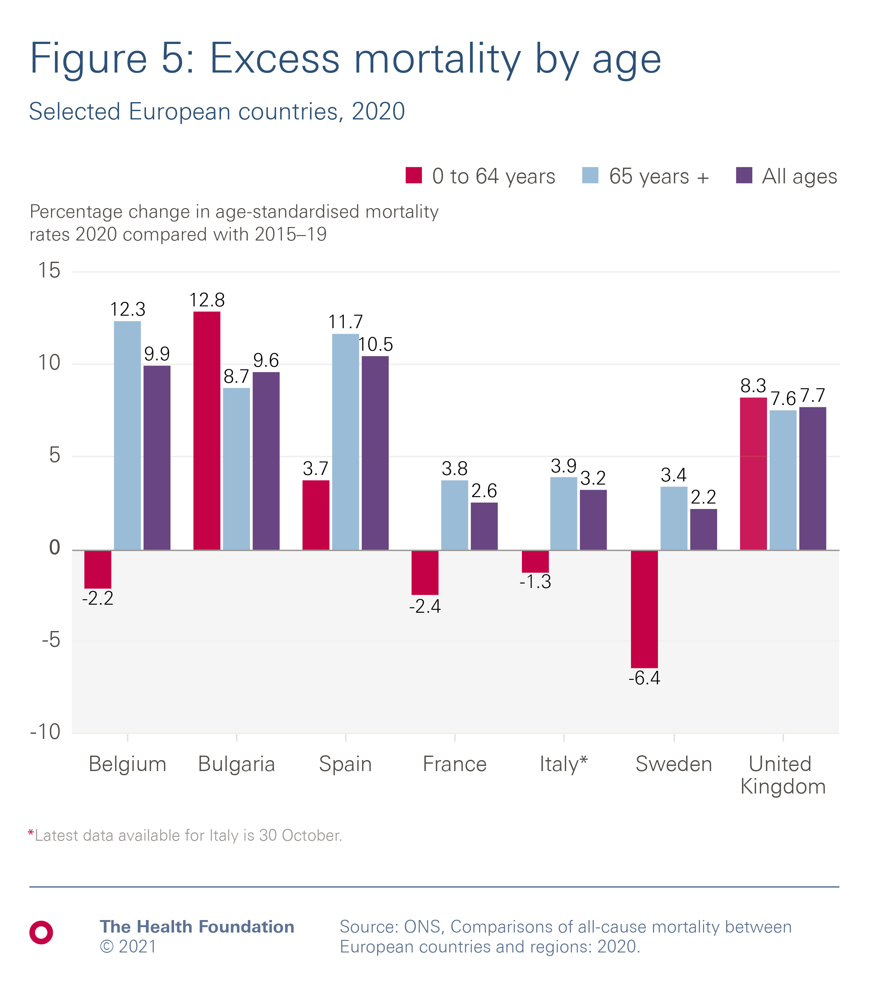 Figure 5: Excess mortality by age
Selected European countries, 2020
0 to 64 years
65 years +
All ages
Percentage change in age-standardised mortality
rates 2020 compared with 2015–19
15
10
5
0
-5
-10
-2.2
12.3
9.9
12.8
8.7
9.6
3.7
11.7
10.5
-2.4
3.8
2.6
-1.3
3.9
3.2
-6.4
3.4
2.2
8.3
7.6
7.7
Belgium
Bulgaria
Spain
France
Italy*
Sweden
United
Kingdom
*Latest data available for Italy is 30 October.
The Health Foundation
© 2021
Source: ONS, Comparisons of all-cause mortality between
European countries and regions: 2020.